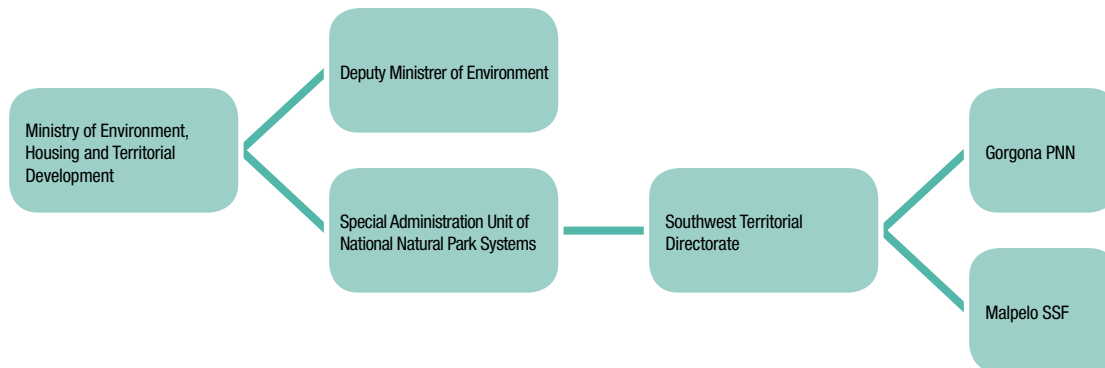 Deputy Ministrer of Environment
Ministry of Environment,
Housing and Territorial
Development
Special Administration Unit of
National Natural Park Systems
Southwest Territorial
Directorate
Gorgona PNN
Malpelo SSF